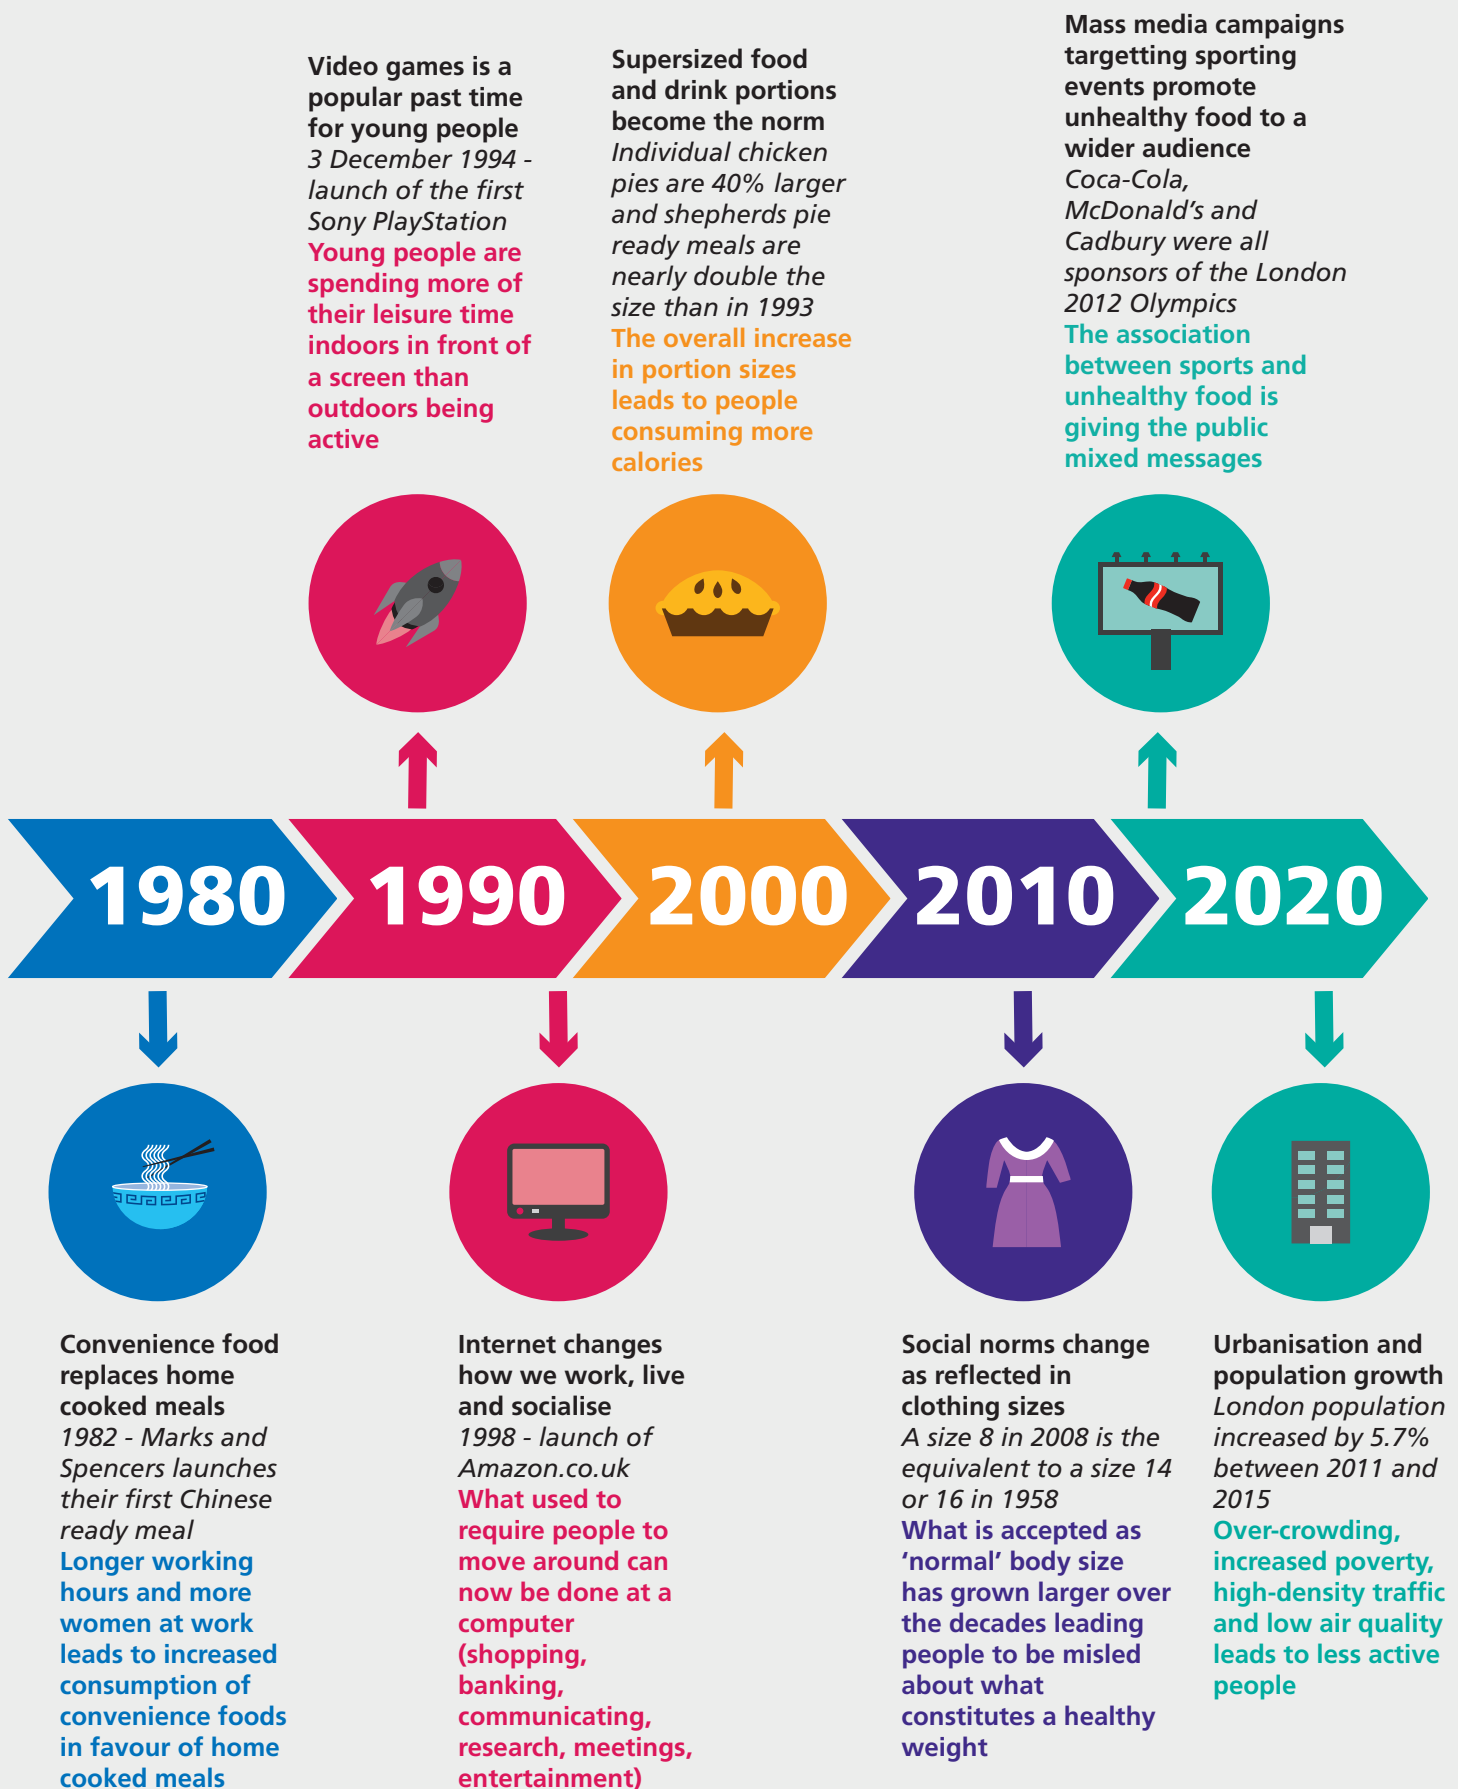 Video games is a
popular past time
for young people
3 December 1994 -
launch of the first
Sony PlayStation
Young people are
spending more of
their leisure time
indoors in front of
a screen than
outdoors being
active
Supersized food
and drink portions
become the norm
Individual chicken
pies are 40% larger
and shepherds pie
ready meals are
nearly double the
size than in 1993
The overall increase
in portion sizes
leads to people
consuming more
calories
Mass media campaigns
targetting sporting
events promote
unhealthy food to a
wider audience
Coca-Cola,
McDonald’s and
Cadbury were all
sponsors of the London
2012 Olympics
The association
between sports and
unhealthy food is
giving the public
mixed messages
1980
1990
2000
2010
2020
Convenience food
replaces home
cooked meals
1982 - Marks and
Spencers launches
their first Chinese
ready meal
Longer working
hours and more
women at work
leads to increased
consumption of
convenience foods
in favour of home
cooked meals
Internet changes
how we work, live
and socialise
1998 - launch of
Amazon.co.uk
What used to
require people to
move around can
now be done at a
computer
(shopping,
banking,
communicating,
research, meetings,
entertainment)
Social norms change
as reflected in
clothing sizes
A size 8 in 2008 is the
equivalent to a size 14
or 16 in 1958
What is accepted as
‘normal’ body size
has grown larger over
the decades leading
people to be misled
about what
constitutes a healthy
weight
Urbanisation and
population growth
London population
increased by 5.7%
between 2011 and
2015
Over-crowding,
increased poverty,
high-density traffic
and low air quality
leads to less active
people